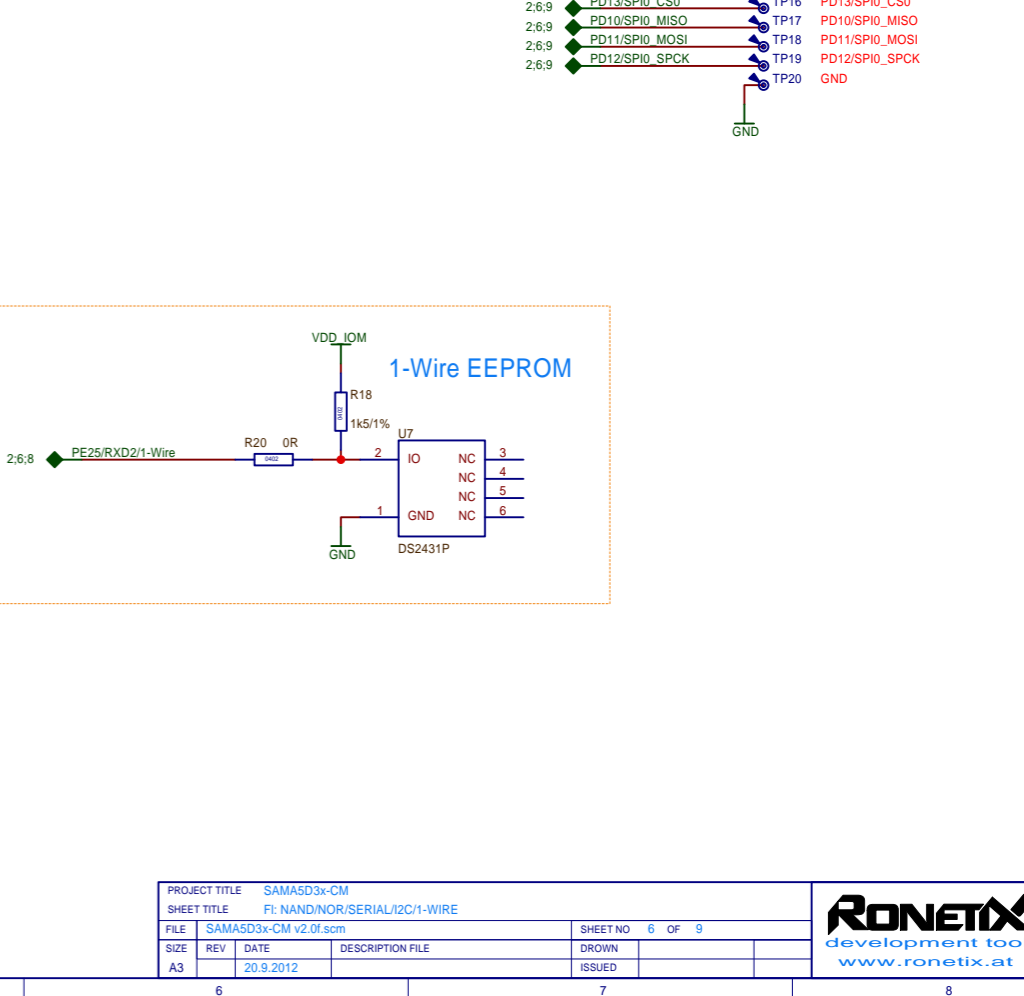 2;6;9 PD13/SPI0_CS0 TP16 PD13/SPI0_CS0
2;6;9 PD10/SPI0_MISO TP17 PD10/SPI0_MISO
2;6;9 PD11/SPI0_MOSI TP18 PD11/SPI0_MOSI
2;6;9 PD12/SPI0_SPCK TP19 PD12/SPI0_SPCK
TP20 GND
GND
VDD_IOM
1-Wire EEPROM
R18
0402
1k5/1%
U7
2;6;8 PE25/RXD2/1-Wire R20 0R 0402 2 IO NC 3
NC 4
NC 5
1 GND NC 6
GND
DS2431P
PROJECT TITLE SAMA5D3x-CM
SHEET TITLE FI: NAND/NOR/SERIAL/I2C/1-WIRE
FILE SAMA5D3x-CM v2.0f.scm SHEET NO 6 OF 9
SIZE REV DATE DESCRIPTION FILE DROWN
A3 20.9.2012 ISSUED
RONETIX
development too
www.ronetix.at
6 7 8